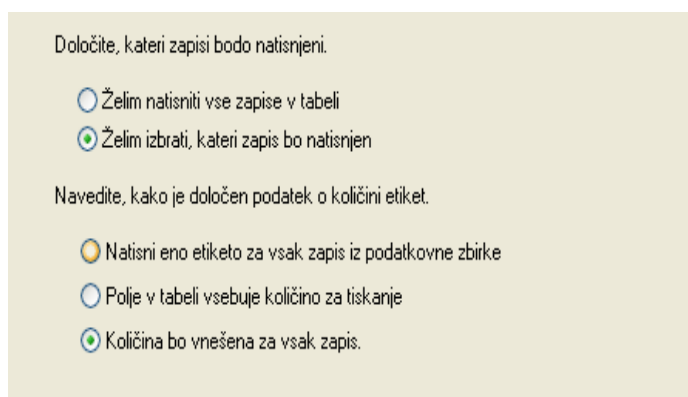 Določite, kateri zapisi bodo natisnjeni.
Želim natisniti vse zapise v tabeli
Želim izbrati, kateri zapis bo natisnjen
Navedite, kako je določen podatek o količini etiket.
Natisni eno etiketo za vsak zapis iz podatkovne zbirke
Polje v tabeli vsebuje količino za tiskanje
Količina bo vnešena za vsak zapis.